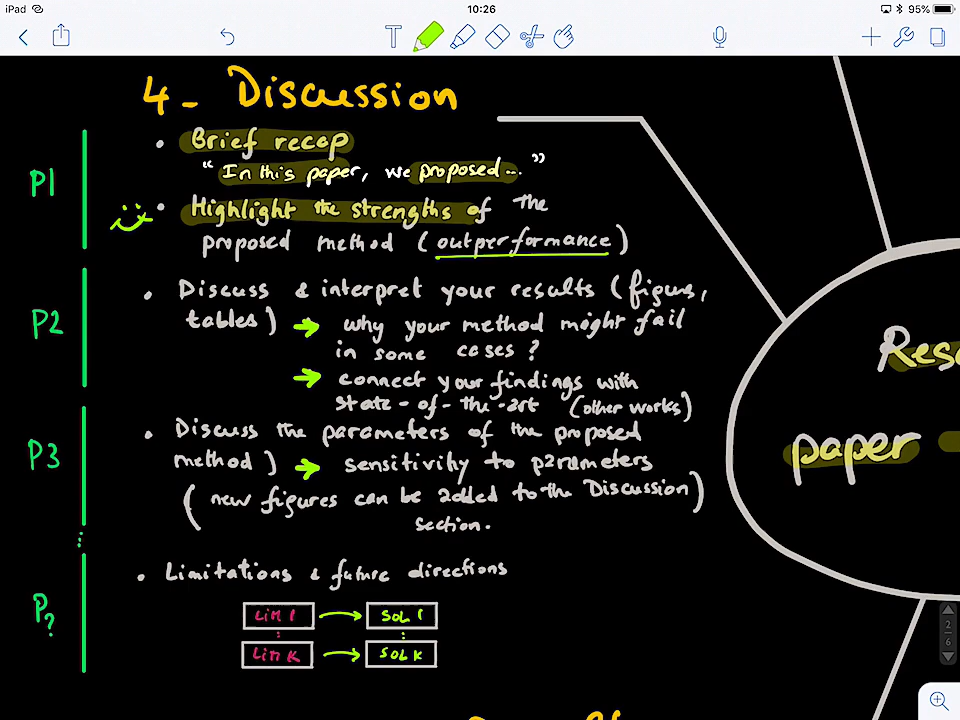 iPad
10:26
95%
T
4- Discussion
P1
• Brief recap
"In this paper, we proposed..."
• Highlight the strengths of the
proposed method (outperformance)
P2
• Discuss & interpret your results (figure,
tables) → why your method might fail
in some cases?
→ connect your findings with
state-of-the-art (other works)
P3
• Discuss the parameters of the proposed
method) → sensitivity to parameters
(new figures can be added to the Discussion)
section.
P?
• Limitations & future directions
LIM 1 → SOL 1
LIM K → SOL K
Rese
paper
2
6